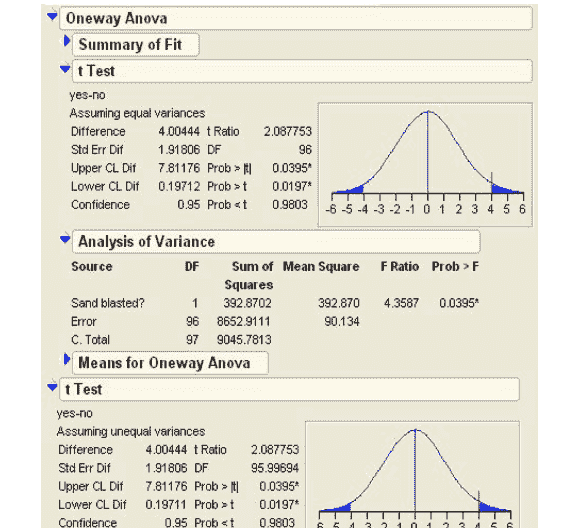 Oneway Anova
Summary of Fit
t Test
yes-no
Assuming equal variances
Difference 4.00444 t Ratio 2.087753
Std Err Dif 1.91806 DF 96
Upper CL Dif 7.81176 Prob > |t| 0.0395*
Lower CL Dif 0.19712 Prob > t 0.0197*
Confidence 0.95 Prob < t 0.9803
-6 -5 -4 -3 -2 -1 0 1 2 3 4 5 6
Analysis of Variance
Source DF Sum of Squares Mean Square F Ratio Prob > F
Sand blasted? 1 392.8702 392.870 4.3587 0.0395*
Error 96 8652.9111 90.134
C. Total 97 9045.7813
Means for Oneway Anova
t Test
yes-no
Assuming unequal variances
Difference 4.00444 t Ratio 2.087753
Std Err Dif 1.91806 DF 95.99694
Upper CL Dif 7.81176 Prob > |t| 0.0395*
Lower CL Dif 0.19711 Prob > t 0.0197*
Confidence 0.95 Prob < t 0.9803